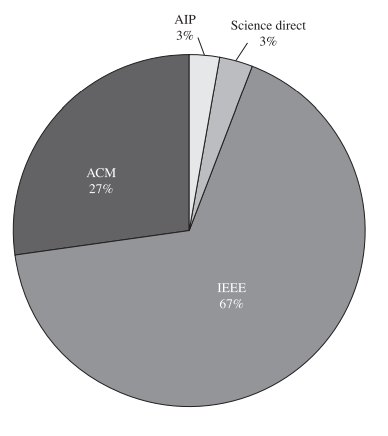 AIP
3%
Science direct
3%
ACM
27%
IEEE
67%